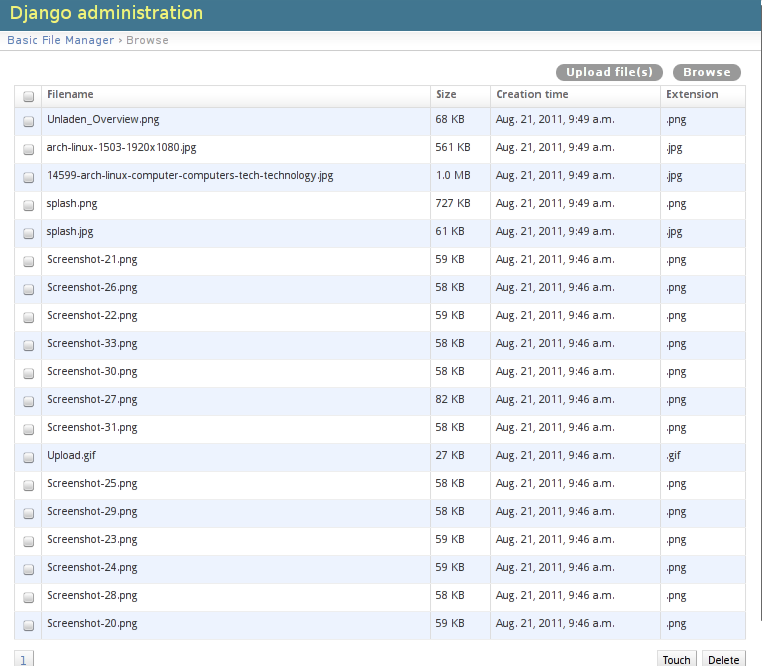 Django administration
Basic File Manager › Browse
Upload file(s) Browse
Filename Size Creation time Extension
Unladen_Overview.png 68 KB Aug. 21, 2011, 9:49 a.m. .png
arch-linux-1503-1920x1080.jpg 561 KB Aug. 21, 2011, 9:49 a.m. .jpg
14599-arch-linux-computer-computers-tech-technology.jpg 1.0 MB Aug. 21, 2011, 9:49 a.m. .jpg
splash.png 727 KB Aug. 21, 2011, 9:49 a.m. .png
splash.jpg 61 KB Aug. 21, 2011, 9:49 a.m. .jpg
Screenshot-21.png 59 KB Aug. 21, 2011, 9:46 a.m. .png
Screenshot-26.png 58 KB Aug. 21, 2011, 9:46 a.m. .png
Screenshot-22.png 59 KB Aug. 21, 2011, 9:46 a.m. .png
Screenshot-33.png 58 KB Aug. 21, 2011, 9:46 a.m. .png
Screenshot-30.png 58 KB Aug. 21, 2011, 9:46 a.m. .png
Screenshot-27.png 82 KB Aug. 21, 2011, 9:46 a.m. .png
Screenshot-31.png 58 KB Aug. 21, 2011, 9:46 a.m. .png
Upload.gif 27 KB Aug. 21, 2011, 9:46 a.m. .gif
Screenshot-25.png 58 KB Aug. 21, 2011, 9:46 a.m. .png
Screenshot-29.png 58 KB Aug. 21, 2011, 9:46 a.m. .png
Screenshot-23.png 59 KB Aug. 21, 2011, 9:46 a.m. .png
Screenshot-24.png 59 KB Aug. 21, 2011, 9:46 a.m. .png
Screenshot-28.png 58 KB Aug. 21, 2011, 9:46 a.m. .png
Screenshot-20.png 59 KB Aug. 21, 2011, 9:46 a.m. .png
1 Touch Delete